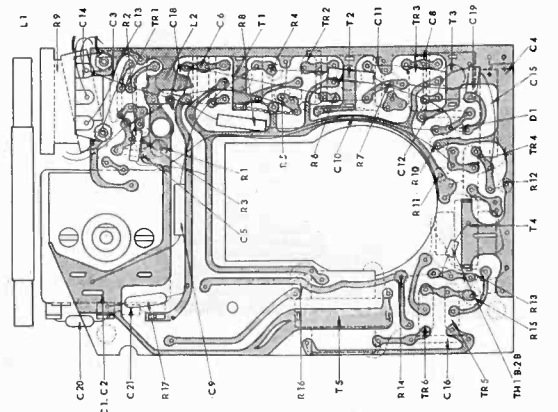 L1
R9
C14
C3
R2
C13
TR1
C18
L2
C6
R8
T1
R4
TR2
T2
C11
TR3
C8
T3
C19
C4
C15
D1
TR4
R12
T4
R13
R15
TH1 B-2B
TR5
C16
TR6
R14
T5
R16
C9
R17
C21
C1, C2
C20
R1
R3
C5
R5
R6
C10
R7
C12
R10
R11